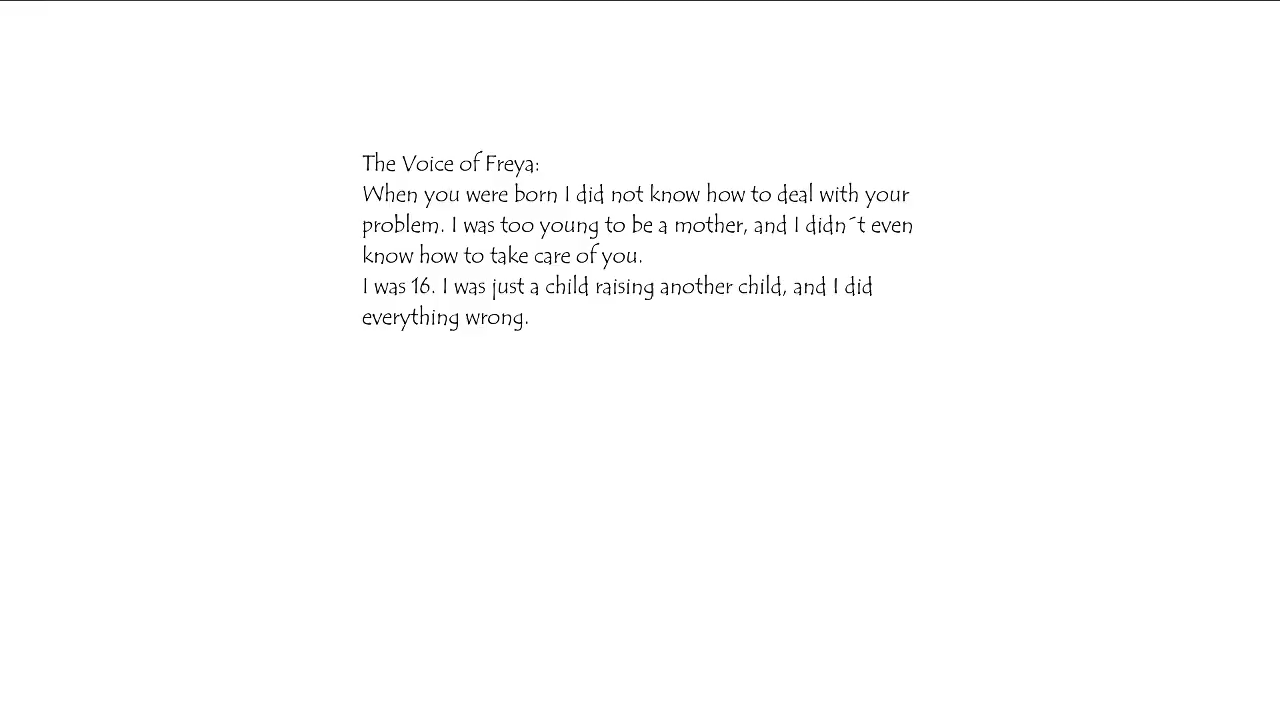 The Voice of Freya:
When you were born I did not know how to deal with your
problem. I was too young to be a mother, and I didn´t even
know how to take care of you.
I was 16. I was just a child raising another child, and I did
everything wrong.